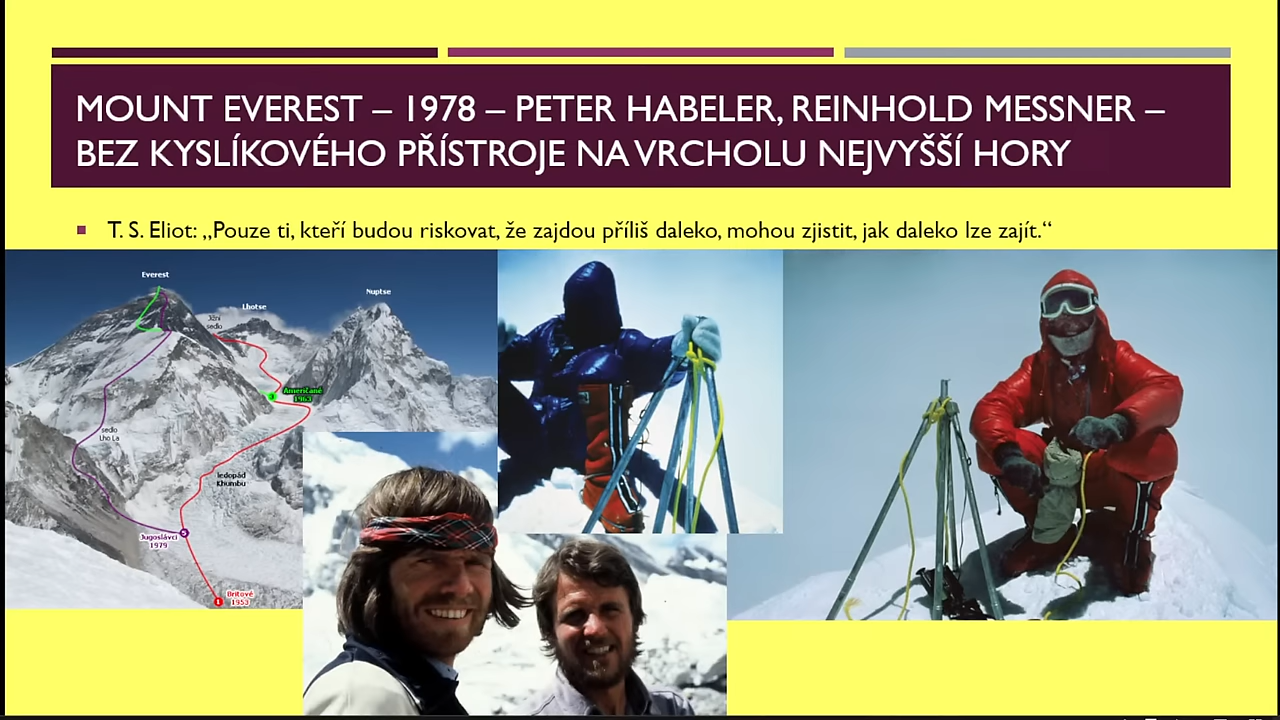 MOUNT EVEREST – 1978 – PETER HABELER, REINHOLD MESSNER –
BEZ KYSLÍKOVÉHO PŘÍSTROJE NA VRCHOLU NEJVYŠŠÍ HORY
T. S. Eliot: „Pouze ti, kteří budou riskovat, že zajdou příliš daleko, mohou zjistit, jak daleko lze zajít.“
Everest
Nuptse
Lhotse
Jižní
sedlo
Američané
1963
sedlo
Lho La
ledopád
Khumbu
Jugoslávci
1979
Britové
1953